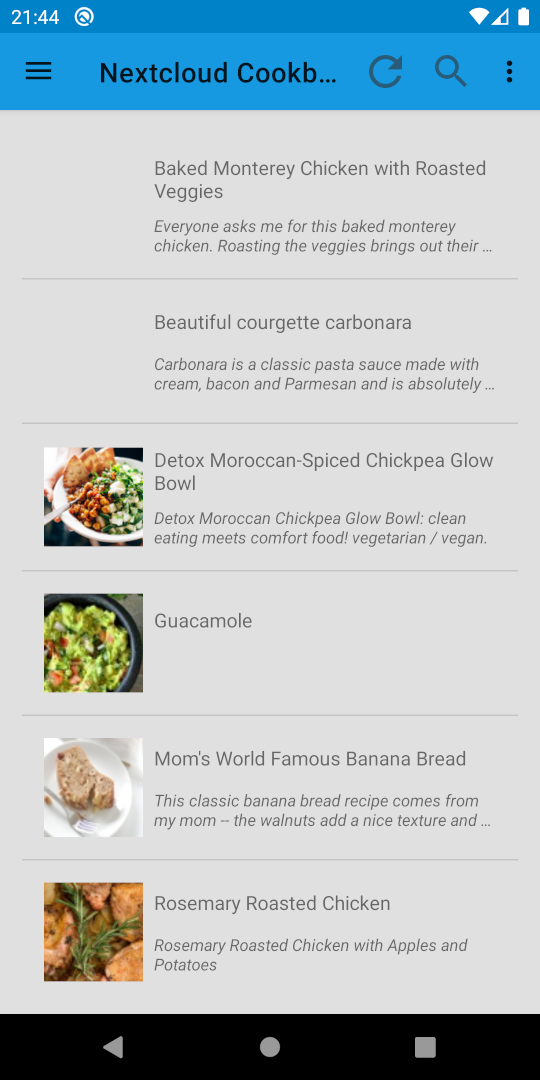 21:44
Nextcloud Cookb...
Baked Monterey Chicken with Roasted
Veggies
Everyone asks me for this baked monterey
chicken. Roasting the veggies brings out their ...
Beautiful courgette carbonara
Carbonara is a classic pasta sauce made with
cream, bacon and Parmesan and is absolutely ...
Detox Moroccan-Spiced Chickpea Glow
Bowl
Detox Moroccan Chickpea Glow Bowl: clean
eating meets comfort food! vegetarian / vegan.
Guacamole
Mom's World Famous Banana Bread
This classic banana bread recipe comes from
my mom -- the walnuts add a nice texture and ...
Rosemary Roasted Chicken
Rosemary Roasted Chicken with Apples and
Potatoes